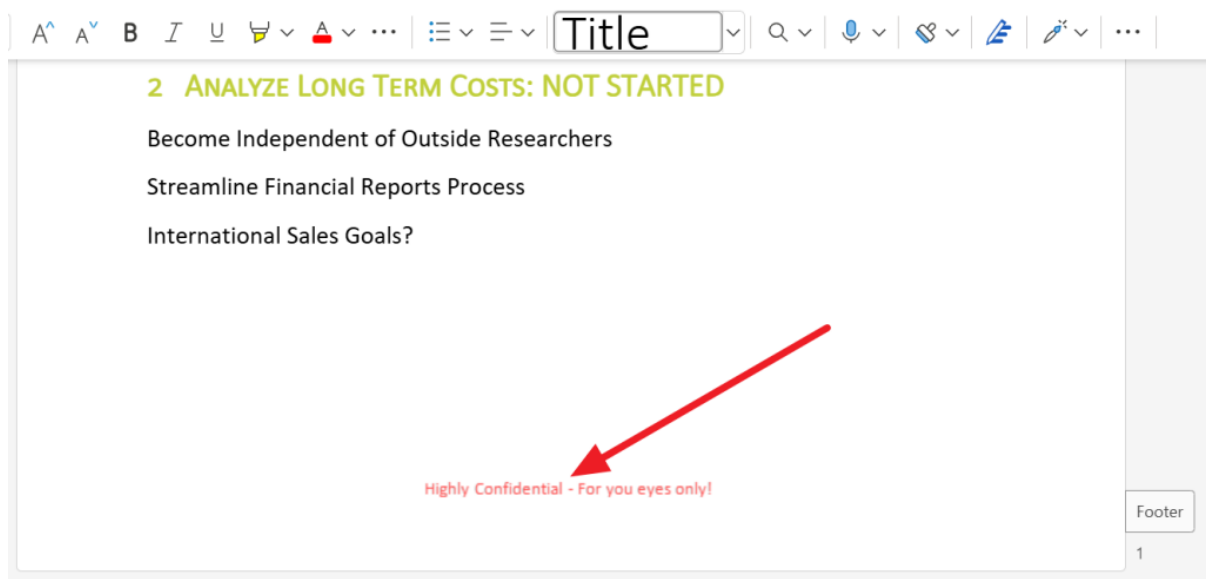 A A B I U A Title
2 ANALYZE LONG TERM COSTS: NOT STARTED
Become Independent of Outside Researchers
Streamline Financial Reports Process
International Sales Goals?
Highly Confidential - For you eyes only!
Footer
1